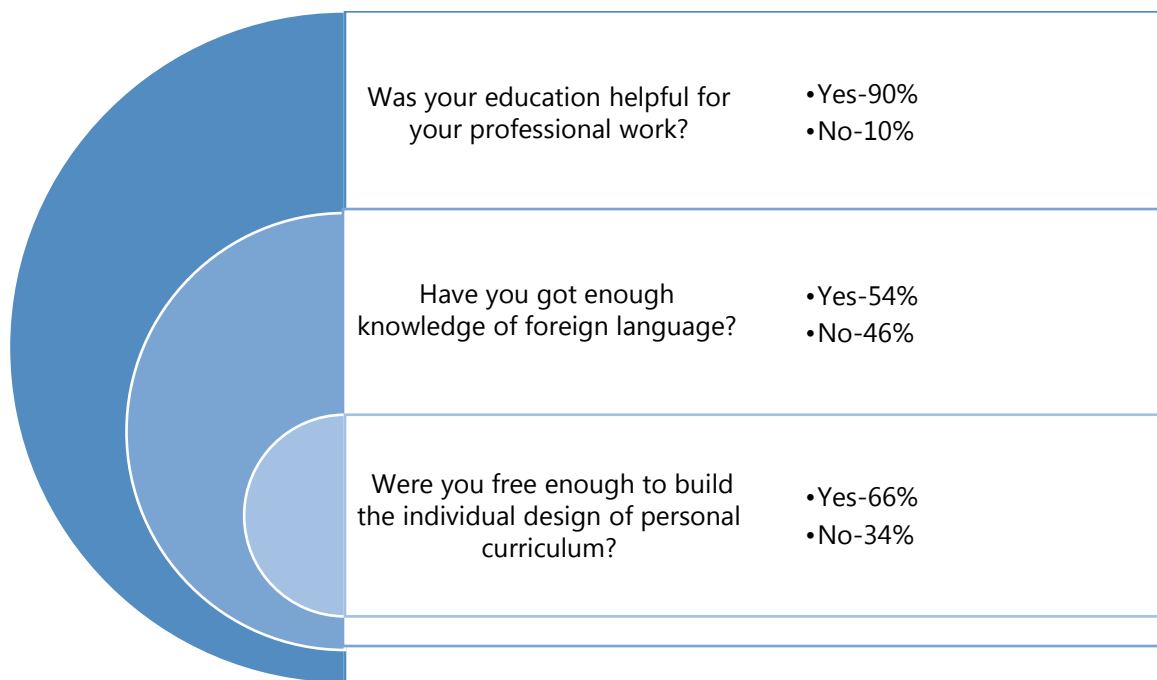 Was your education helpful for
your professional work?
•Yes-90%
•No-10%
Have you got enough
knowledge of foreign language?
•Yes-54%
•No-46%
Were you free enough to build
the individual design of personal
curriculum?
•Yes-66%
•No-34%